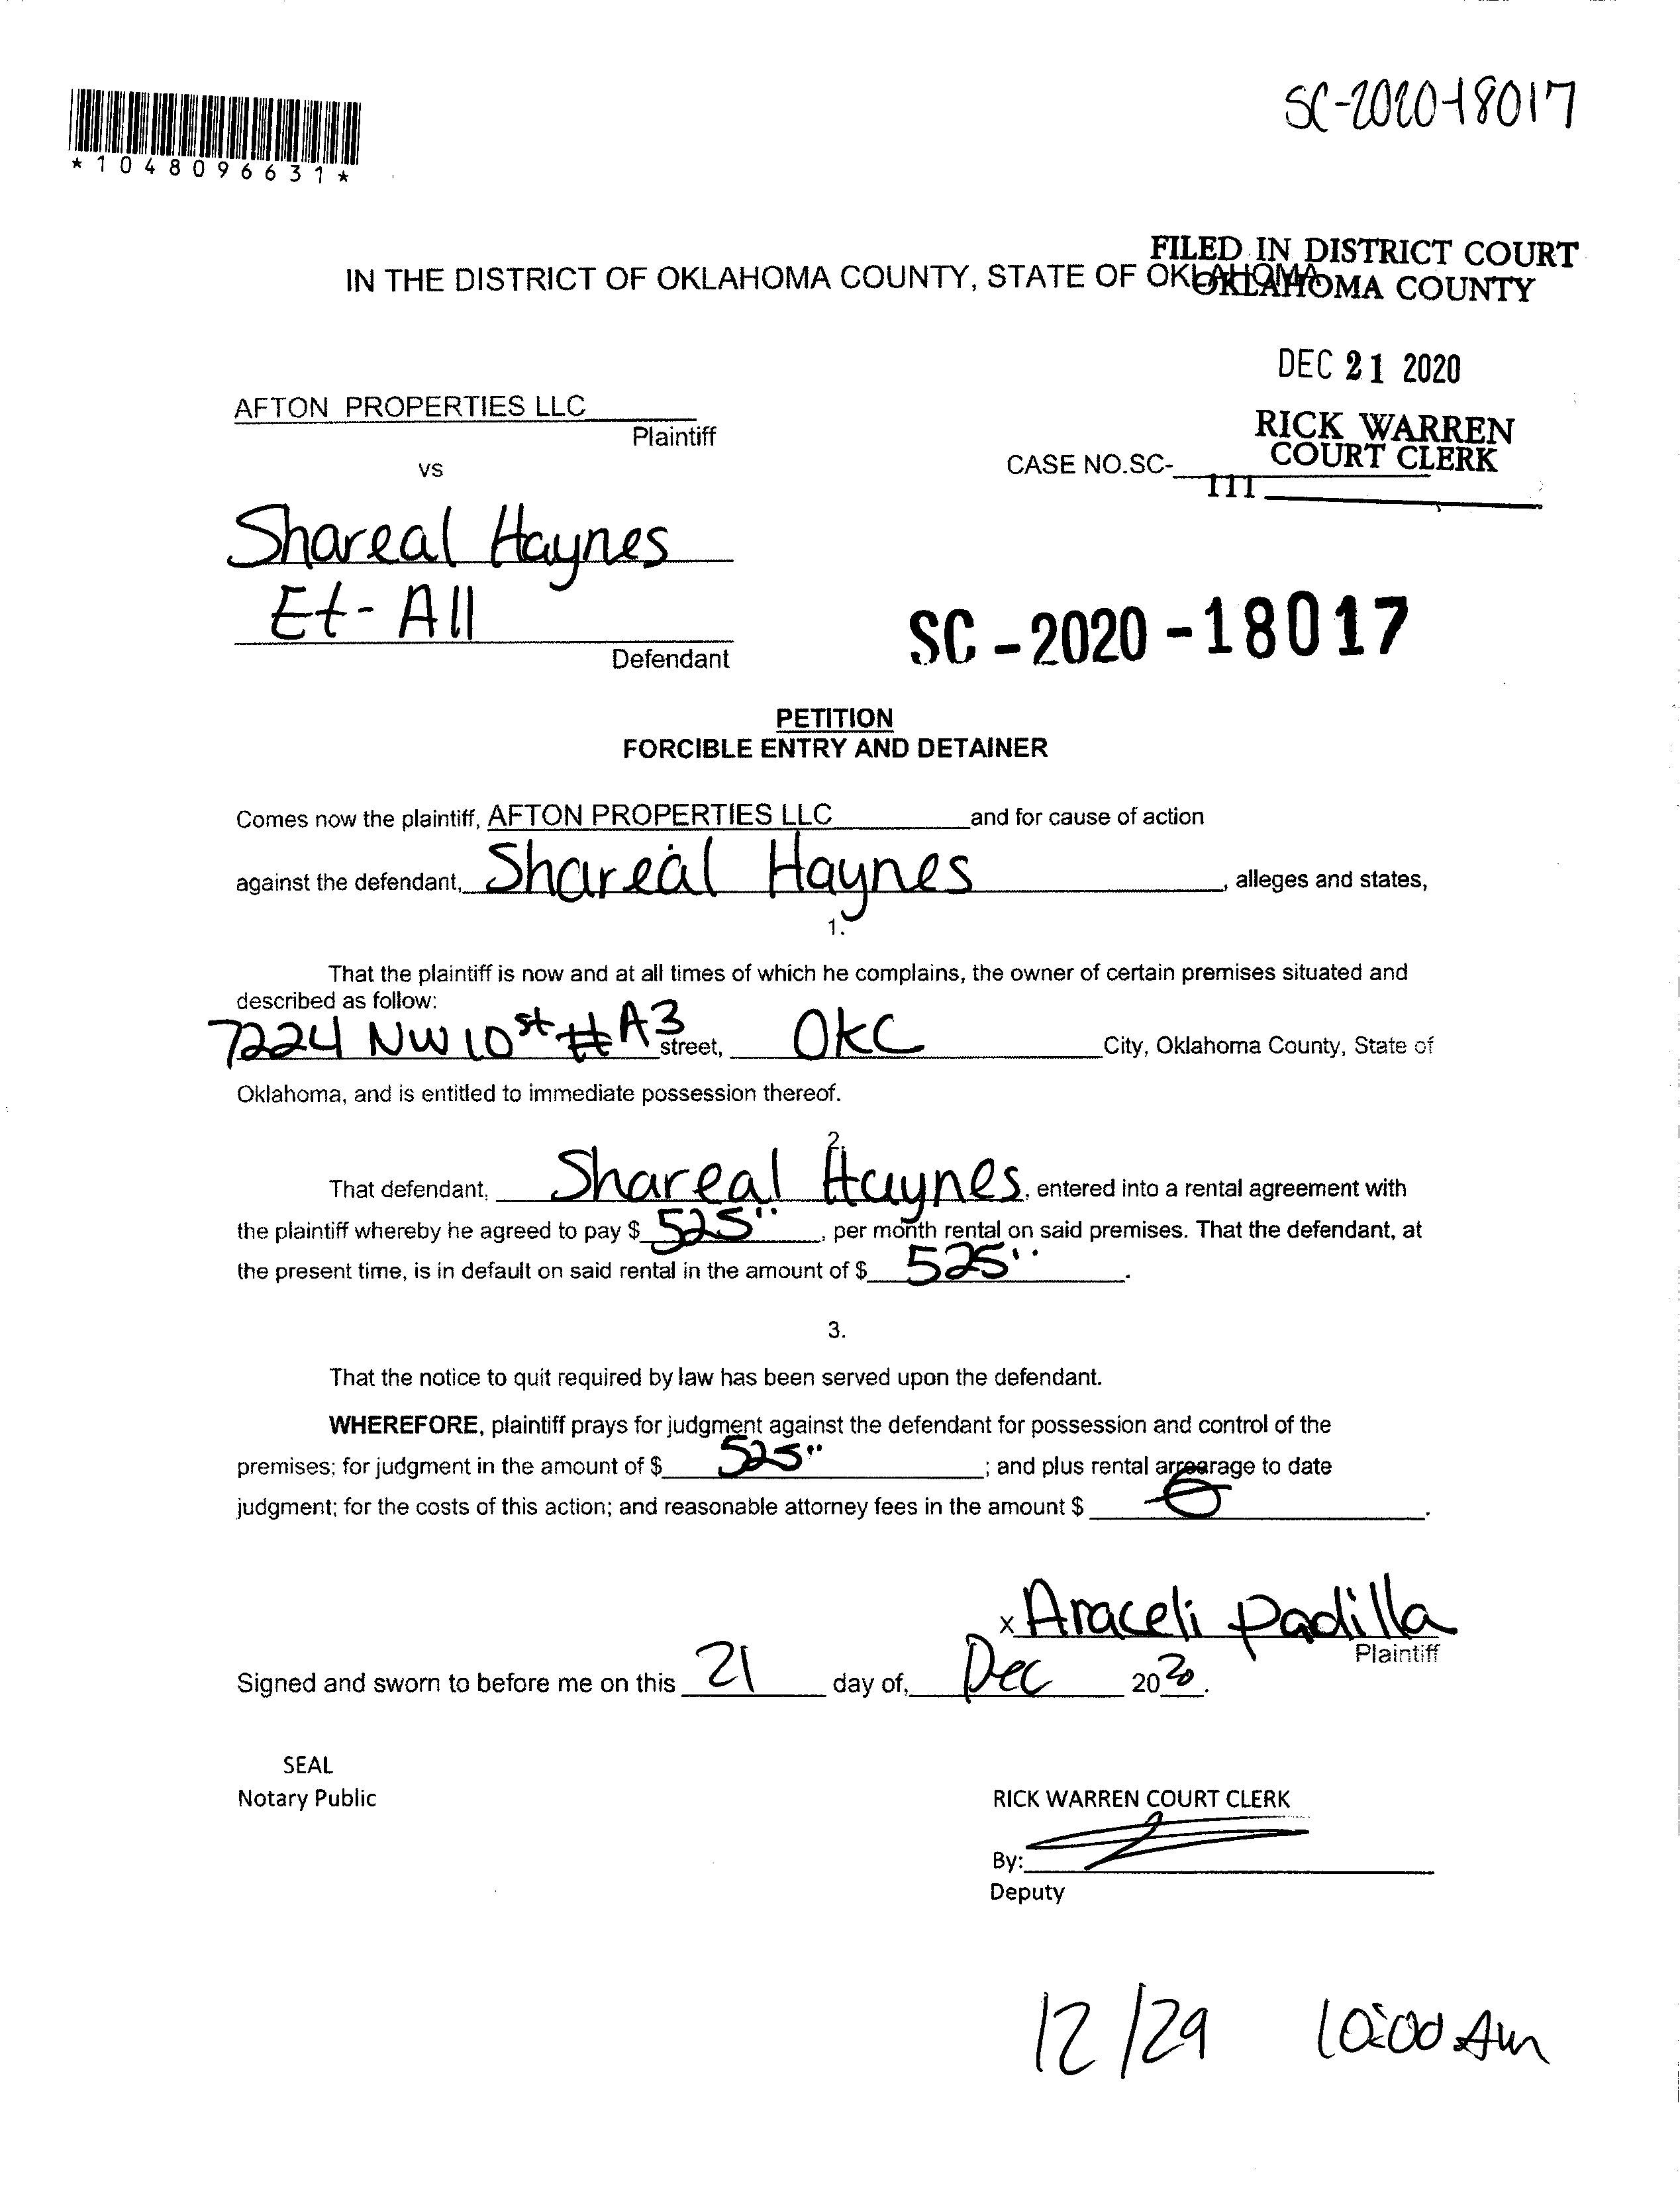 SC-2020-18017
*1048096631*
FILED IN DISTRICT COURT
OKLAHOMA COUNTY
IN THE DISTRICT OF OKLAHOMA COUNTY, STATE OF OKLAHOMA
DEC 21 2020
AFTON PROPERTIES LLC
Plaintiff
RICK WARREN
COURT CLERK
vs
CASE NO.SC-
111
Shareal Haynes
Et-All
Defendant
SC-2020-18017
PETITION
FORCIBLE ENTRY AND DETAINER
Comes now the plaintiff, AFTON PROPERTIES LLC and for cause of action
against the defendant, Shareal Haynes, alleges and states,
1.
That the plaintiff is now and at all times of which he complains, the owner of certain premises situated and
described as follow:
7224 NW 10st #A3 street, OKC City, Oklahoma County, State of
Oklahoma, and is entitled to immediate possession thereof.
2.
That defendant, Shareal Haynes, entered into a rental agreement with
the plaintiff whereby he agreed to pay $ 525", per month rental on said premises. That the defendant, at
the present time, is in default on said rental in the amount of $ 525".
3.
That the notice to quit required by law has been served upon the defendant.
WHEREFORE, plaintiff prays for judgment against the defendant for possession and control of the
premises; for judgment in the amount of $ 525"; and plus rental arrearage to date
judgment; for the costs of this action; and reasonable attorney fees in the amount $ 0.
x Araceli Padilla
Plaintiff
Signed and sworn to before me on this 21 day of, Dec 2020.
SEAL
Notary Public
RICK WARREN COURT CLERK
By:
Deputy
12/29 10:00 Am